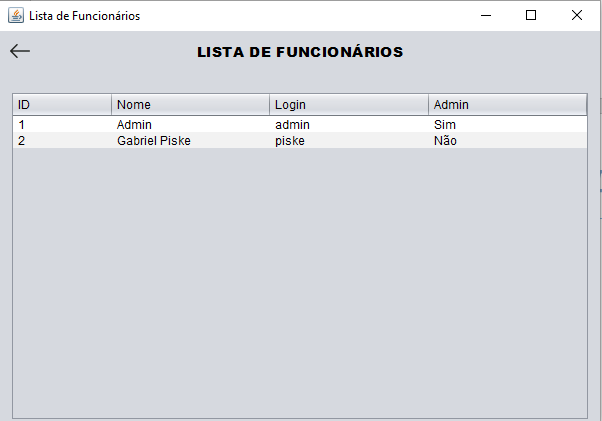 Lista de Funcionários
LISTA DE FUNCIONÁRIOS
ID Nome Login Admin
1 Admin admin Sim
2 Gabriel Piske piske Não